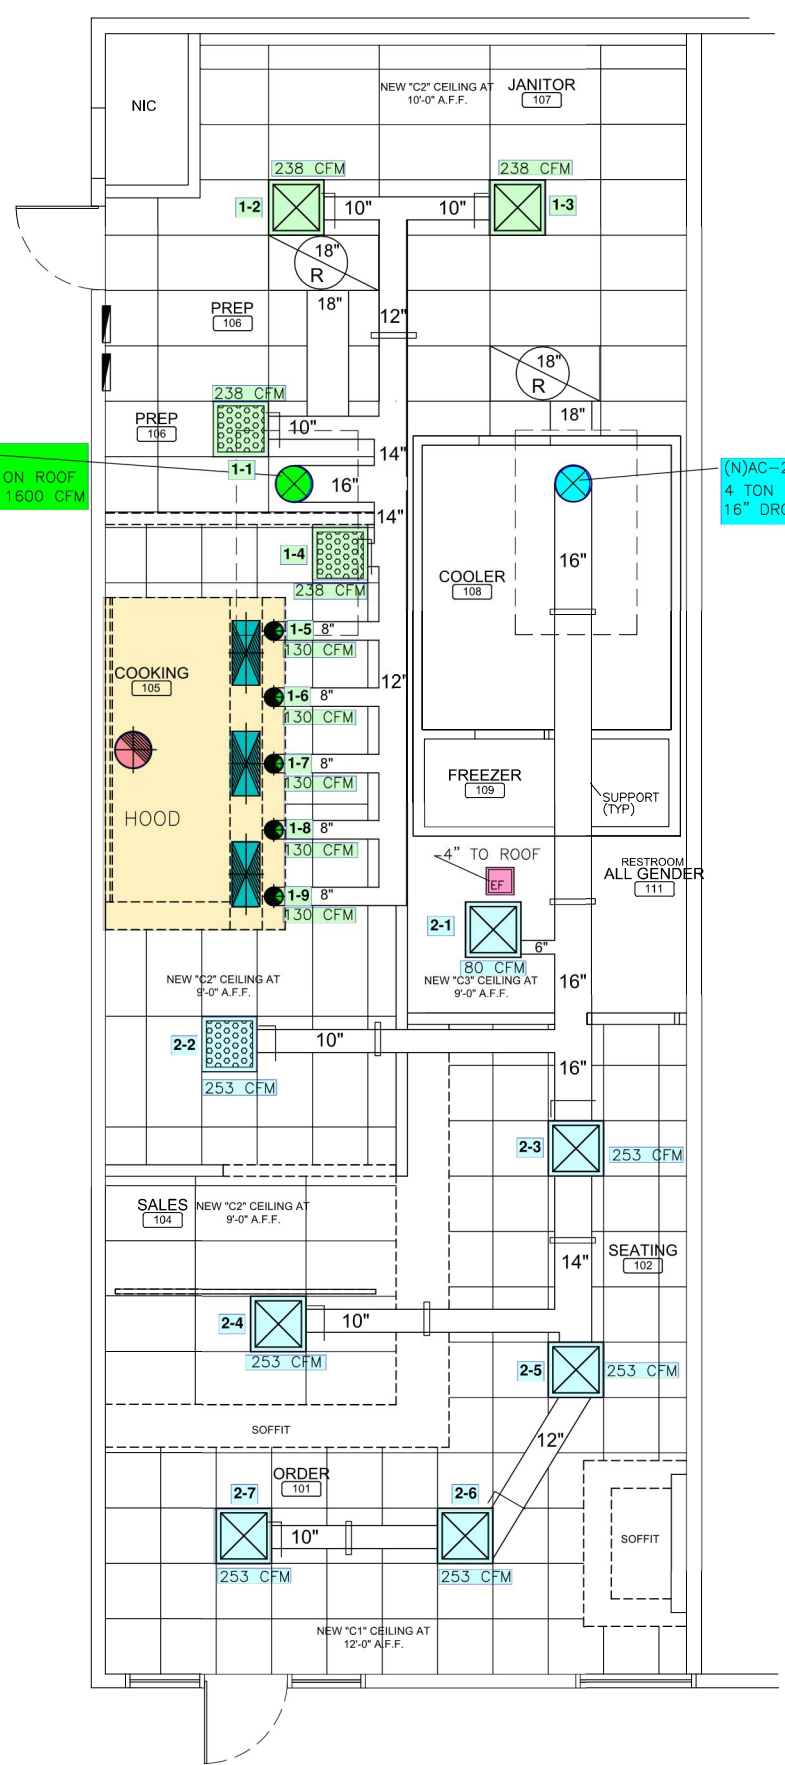 NIC
NEW "C2" CEILING AT
10'-0" A.F.F.
JANITOR
107
238 CFM
238 CFM
1-2
10"
10"
1-3
18"
R
18"
12"
PREP
106
18"
R
18"
238 CFM
PREP
106
10"
14"
1-1
16"
14"
ON ROOF
1600 CFM
(N)AC-2
4 TON
16" DRO
16"
1-4
238 CFM
COOLER
108
1-5
8"
130 CFM
COOKING
105
1-6
8"
130 CFM
12"
1-7
8"
130 CFM
HOOD
1-8
8"
130 CFM
1-9
8"
130 CFM
FREEZER
109
SUPPORT
(TYP)
4" TO ROOF
EF
RESTROOM
ALL GENDER
111
2-1
6"
80 CFM
NEW "C3" CEILING AT
9'-0" A.F.F.
16"
NEW "C2" CEILING AT
9'-0" A.F.F.
2-2
10"
253 CFM
16"
2-3
253 CFM
SALES
104
NEW "C2" CEILING AT
9'-0" A.F.F.
SEATING
102
14"
2-4
10"
253 CFM
2-5
253 CFM
SOFFIT
12"
ORDER
101
2-7
2-6
10"
253 CFM
253 CFM
SOFFIT
NEW "C1" CEILING AT
12'-0" A.F.F.